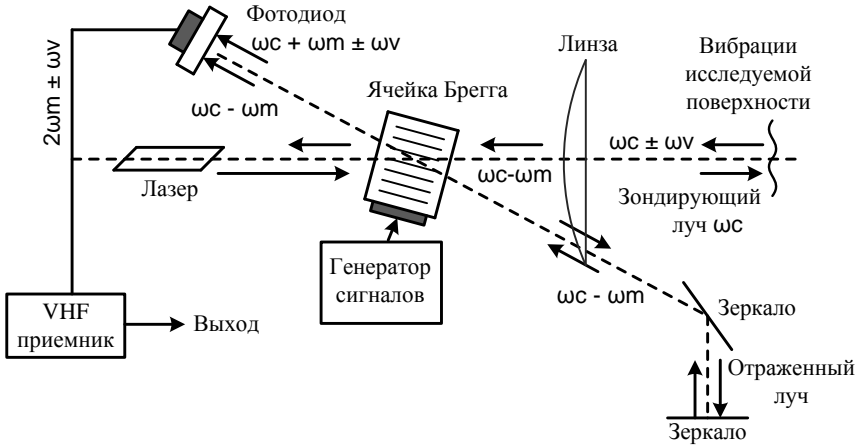 Фотодиод
ωc + ωm ± ωv
Линза
Вибрации
исследуемой
поверхности
2ωm ± ωv
ωc - ωm
Ячейка Брегга
ωc ± ωv
ωc-ωm
Лазер
Зондирующий
луч ωc
Генератор
сигналов
ωc - ωm
VHF
приемник
Выход
Зеркало
Отраженный
луч
Зеркало